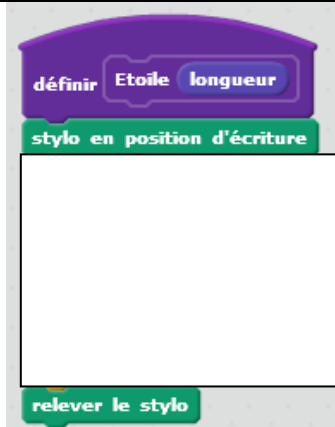 définir Etoile longueur
stylo en position d'écriture
relever le stylo